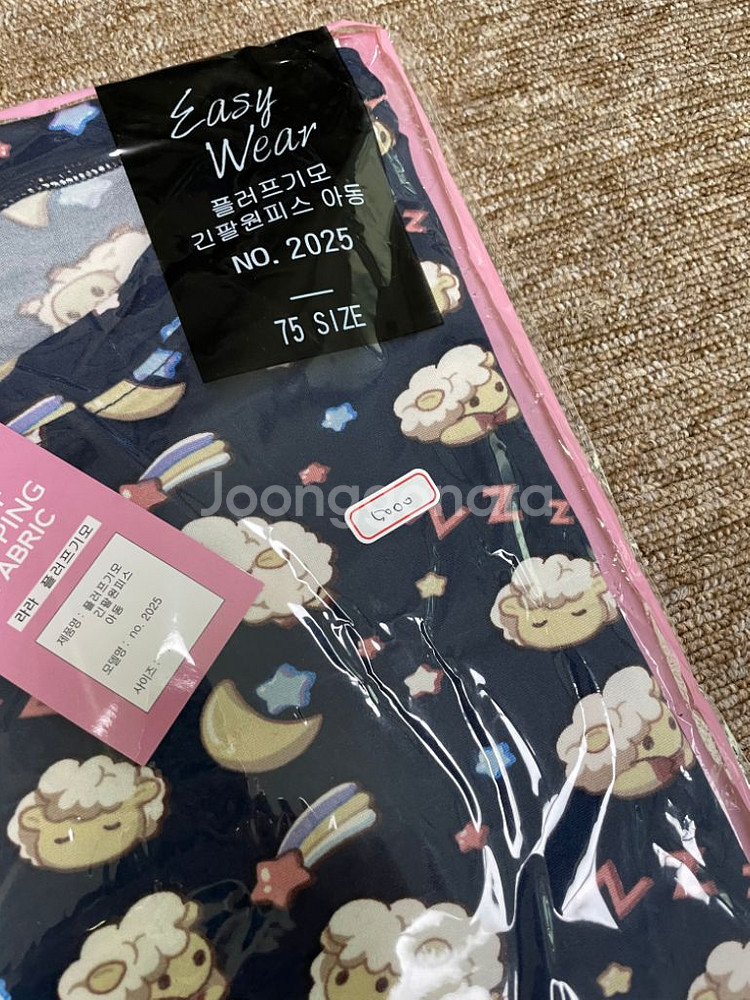 Easy
Wear
플러프기모
긴팔원피스 아동
NO. 2025
75 SIZE
Joonggonara
5000
PING
ABRIC
라라 플러프기모
제품명 : 플러프기모
긴팔원피스
아동
모델명 : no. 2025
사이즈 :
Z Z Z
Z
Z